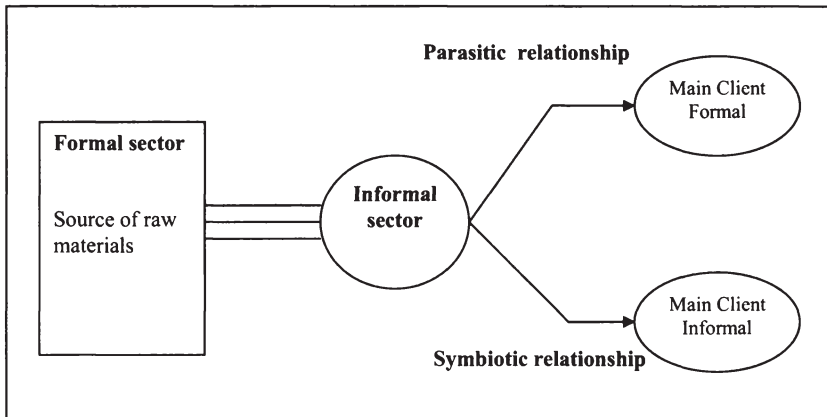 Parasitic relationship
Main Client
Formal
Formal sector
Source of raw
materials
Informal
sector
Main Client
Informal
Symbiotic relationship